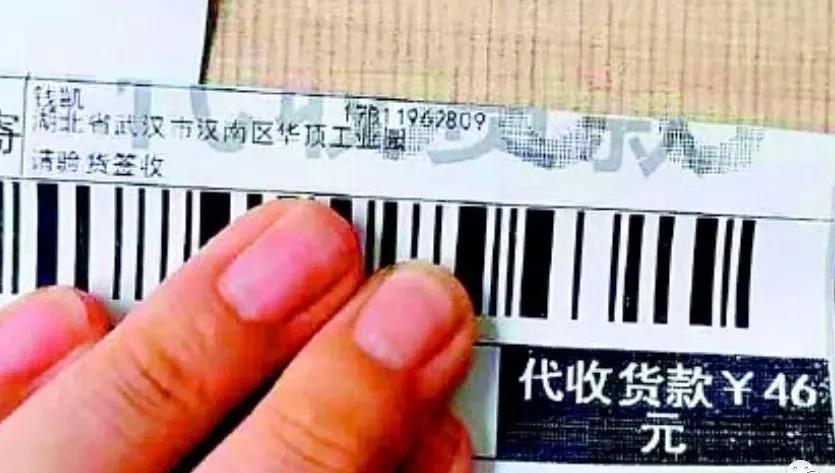 寄
钱凯 17811962809
湖北省武汉市汉南区华顶工业园
请验货签收
代收货款￥46
元